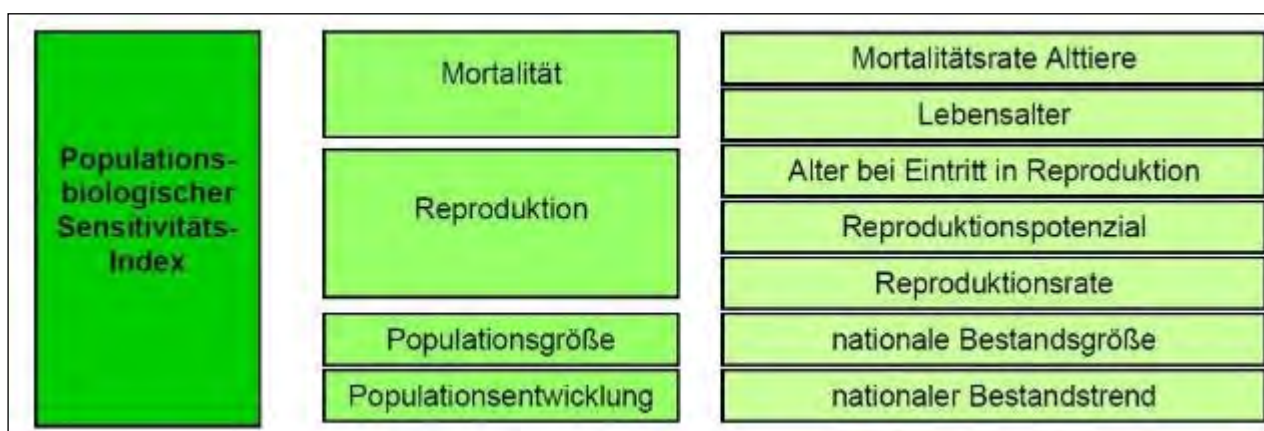 Populations-
biologischer
Sensitivitäts-
Index
Mortalität
Reproduktion
Populationsgröße
Populationsentwicklung
Mortalitätsrate Alttiere
Lebensalter
Alter bei Eintritt in Reproduktion
Reproduktionspotenzial
Reproduktionsrate
nationale Bestandsgröße
nationaler Bestandstrend